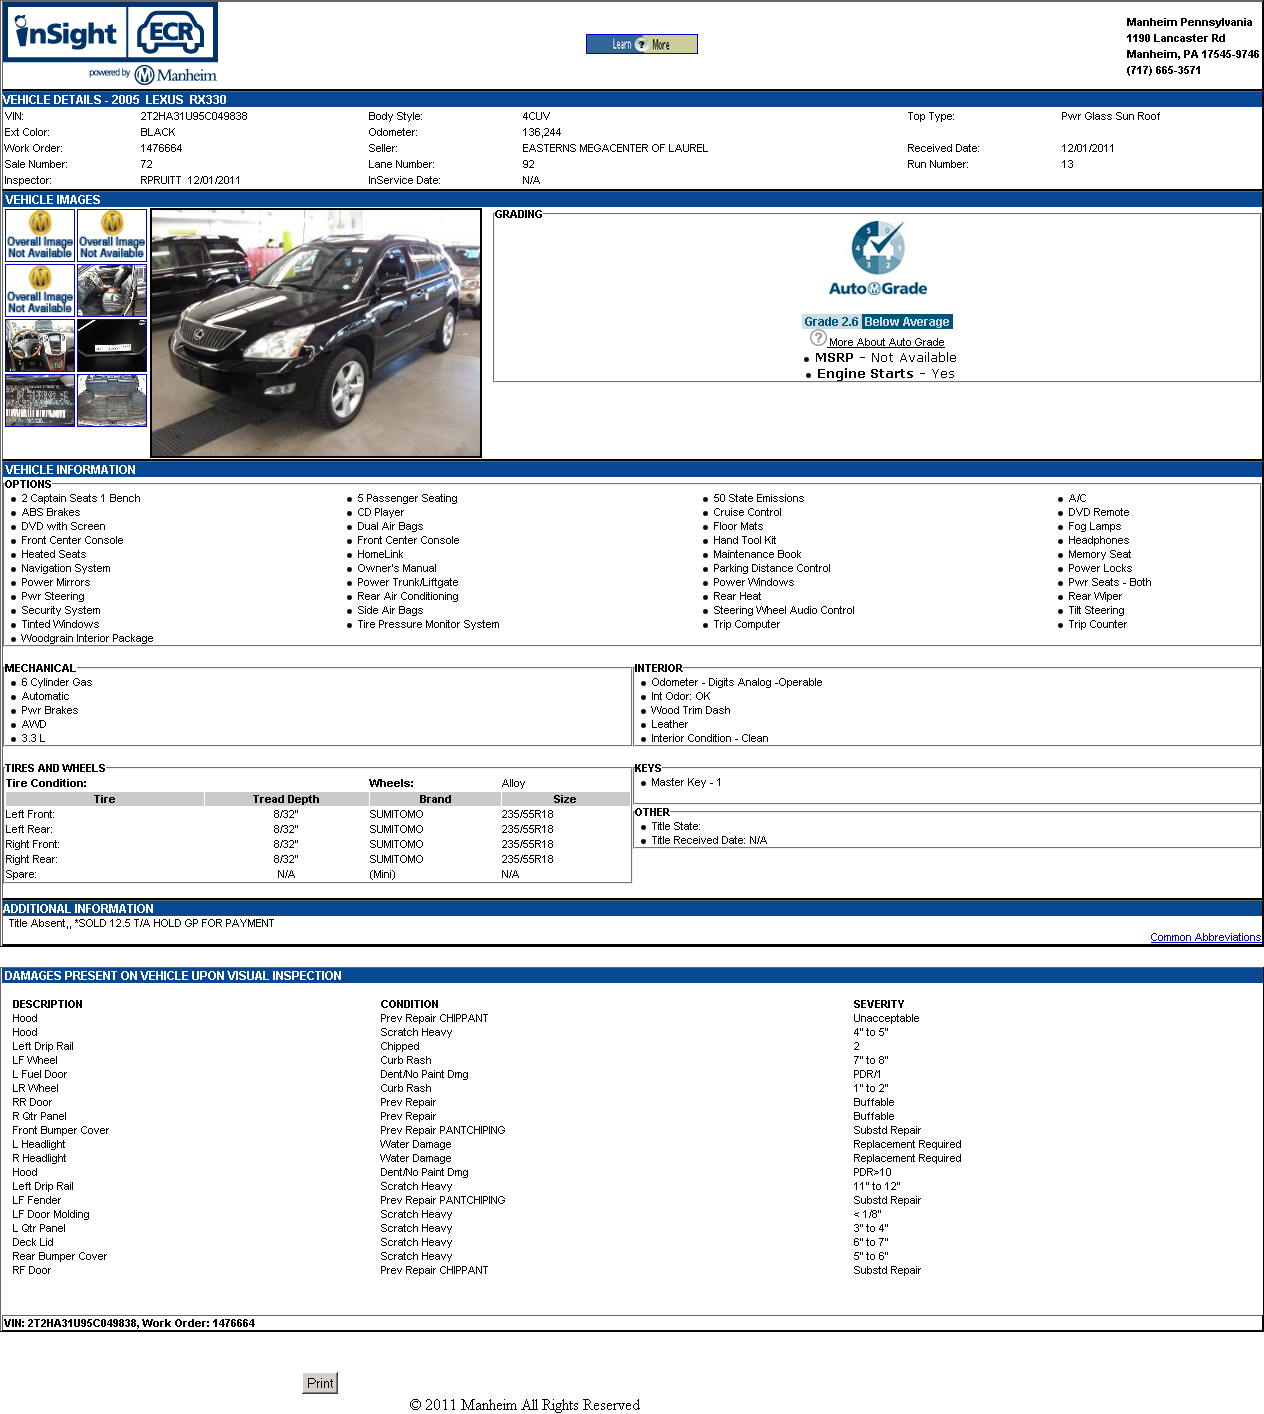 inSight ECR
powered by Manheim
Learn ? More
Manheim Pennsylvania
1190 Lancaster Rd
Manheim, PA 17545-9746
(717) 665-3571
VEHICLE DETAILS - 2005 LEXUS RX330
VIN: 2T2HA31U95C049838 Body Style: 4CUV Top Type: Pwr Glass Sun Roof
Ext Color: BLACK Odometer: 136,244
Work Order: 1476664 Seller: EASTERNS MEGACENTER OF LAUREL Received Date: 12/01/2011
Sale Number: 72 Lane Number: 92 Run Number: 13
Inspector: RPRUITT 12/01/2011 InService Date: N/A
VEHICLE IMAGES
Overall Image Not Available
Overall Image Not Available
Overall Image Not Available
GRADING
5 0 1 4 3 2
AutoGrade
Grade 2.6 Below Average
? More About Auto Grade
• MSRP - Not Available
• Engine Starts - Yes
VEHICLE INFORMATION
OPTIONS
• 2 Captain Seats 1 Bench • 5 Passenger Seating • 50 State Emissions • A/C
• ABS Brakes • CD Player • Cruise Control • DVD Remote
• DVD with Screen • Dual Air Bags • Floor Mats • Fog Lamps
• Front Center Console • Front Center Console • Hand Tool Kit • Headphones
• Heated Seats • HomeLink • Maintenance Book • Memory Seat
• Navigation System • Owner's Manual • Parking Distance Control • Power Locks
• Power Mirrors • Power Trunk/Liftgate • Power Windows • Pwr Seats - Both
• Pwr Steering • Rear Air Conditioning • Rear Heat • Rear Wiper
• Security System • Side Air Bags • Steering Wheel Audio Control • Tilt Steering
• Tinted Windows • Tire Pressure Monitor System • Trip Computer • Trip Counter
• Woodgrain Interior Package
MECHANICAL
• 6 Cylinder Gas
• Automatic
• Pwr Brakes
• AWD
• 3.3 L
INTERIOR
• Odometer - Digits Analog -Operable
• Int Odor: OK
• Wood Trim Dash
• Leather
• Interior Condition - Clean
TIRES AND WHEELS
Tire Condition: Wheels: Alloy
Tire Tread Depth Brand Size
Left Front: 8/32" SUMITOMO 235/55R18
Left Rear: 8/32" SUMITOMO 235/55R18
Right Front: 8/32" SUMITOMO 235/55R18
Right Rear: 8/32" SUMITOMO 235/55R18
Spare: N/A (Mini) N/A
KEYS
• Master Key - 1
OTHER
• Title State:
• Title Received Date: N/A
ADDITIONAL INFORMATION
Title Absent,, *SOLD 12.5 T/A HOLD GP FOR PAYMENT
Common Abbreviations
DAMAGES PRESENT ON VEHICLE UPON VISUAL INSPECTION
DESCRIPTION CONDITION SEVERITY
Hood Prev Repair CHIPPANT Unacceptable
Hood Scratch Heavy 4" to 5"
Left Drip Rail Chipped 2
LF Wheel Curb Rash 7" to 8"
L Fuel Door Dent/No Paint Dmg PDR/1
LR Wheel Curb Rash 1" to 2"
RR Door Prev Repair Buffable
R Qtr Panel Prev Repair Buffable
Front Bumper Cover Prev Repair PANTCHIPING Substd Repair
L Headlight Water Damage Replacement Required
R Headlight Water Damage Replacement Required
Hood Dent/No Paint Dmg PDR>10
Left Drip Rail Scratch Heavy 11" to 12"
LF Fender Prev Repair PANTCHIPING Substd Repair
LF Door Molding Scratch Heavy < 1/8"
L Qtr Panel Scratch Heavy 3" to 4"
Deck Lid Scratch Heavy 6" to 7"
Rear Bumper Cover Scratch Heavy 5" to 6"
RF Door Prev Repair CHIPPANT Substd Repair
VIN: 2T2HA31U95C049838, Work Order: 1476664
Print
© 2011 Manheim All Rights Reserved